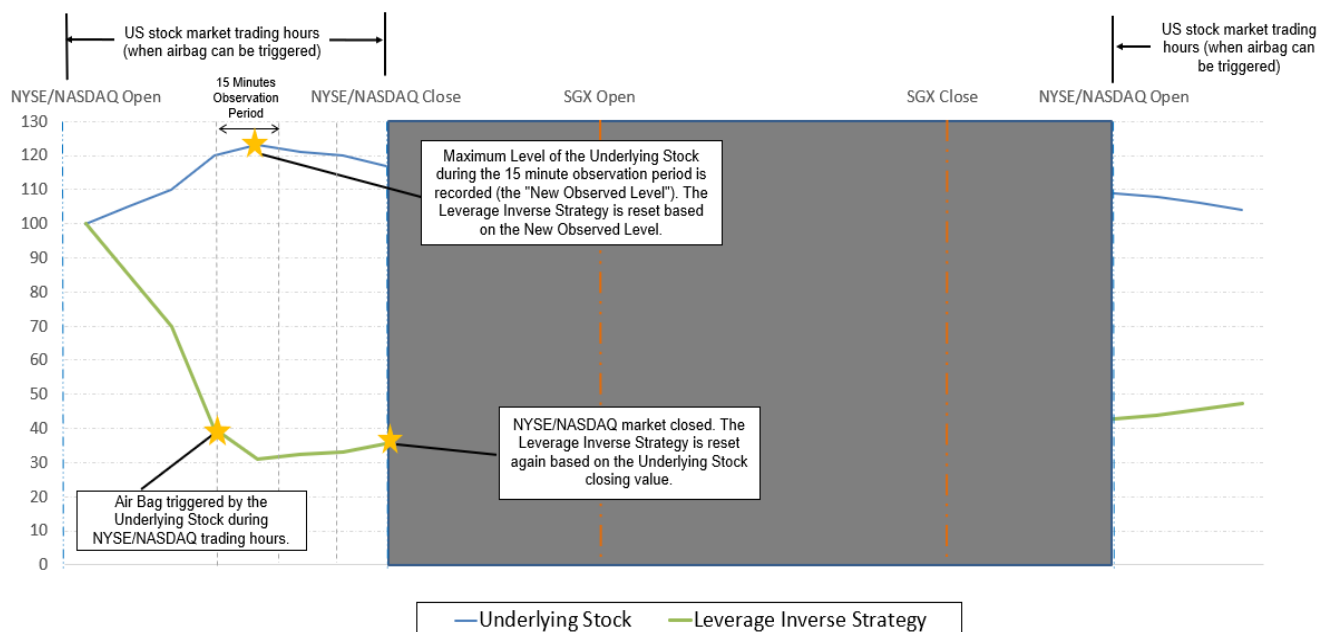 US stock market trading hours
(when airbag can be triggered)
US stock market trading
hours (when airbag can
be triggered)
15 Minutes
Observation
Period
NYSE/NASDAQ Open
NYSE/NASDAQ Close
SGX Open
SGX Close
NYSE/NASDAQ Open
130
120
110
100
90
80
70
60
50
40
30
20
10
0
Maximum Level of the Underlying Stock
during the 15 minute observation period is
recorded (the "New Observed Level"). The
Leverage Inverse Strategy is reset based
on the New Observed Level.
NYSE/NASDAQ market closed. The
Leverage Inverse Strategy is reset
again based on the Underlying Stock
closing value.
Air Bag triggered by the
Underlying Stock during
NYSE/NASDAQ trading hours.
Underlying Stock
Leverage Inverse Strategy